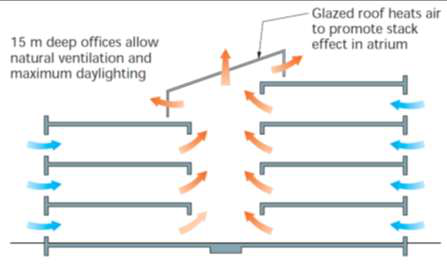 15 m deep offices allow
natural ventilation and
maximum daylighting
Glazed roof heats air
to promote stack
effect in atrium